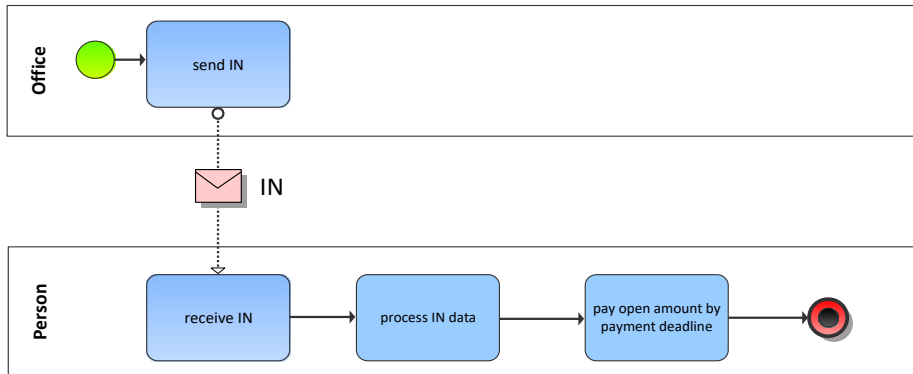 Office
send IN
IN
Person
receive IN
process IN data
pay open amount by
payment deadline